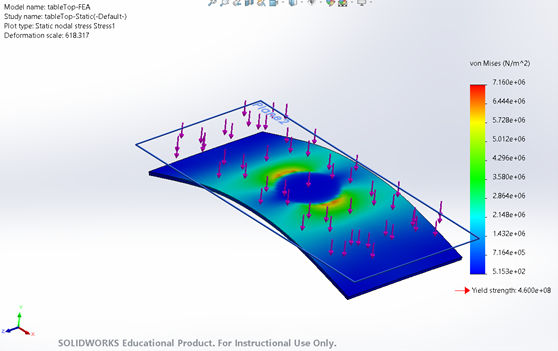 Model name: tableTop-FEA
Study name: tableTop-Static(-Default-)
Plot type: Static nodal stress Stress1
Deformation scale: 618.317
von Mises (N/m^2)
7.160e+06
6.444e+06
5.728e+06
5.012e+06
4.296e+06
3.580e+06
2.864e+06
2.148e+06
1.432e+06
7.164e+05
5.153e+02
Yield strength: 4.600e+08
Plane2
SOLIDWORKS Educational Product. For Instructional Use Only.